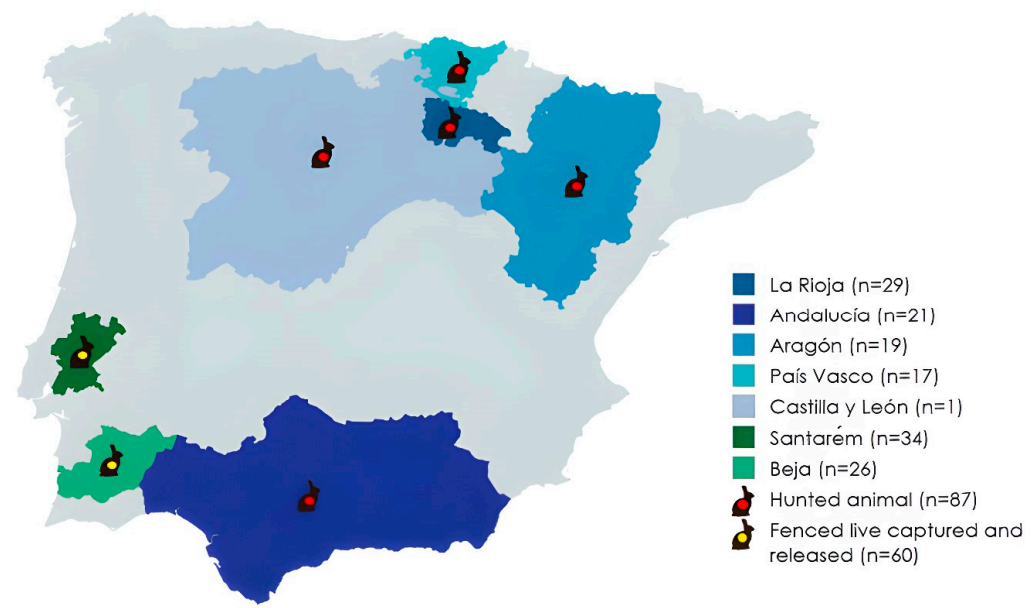 La Rioja (n=29)
Andalucía (n=21)
Aragón (n=19)
País Vasco (n=17)
Castilla y León (n=1)
Santarém (n=34)
Beja (n=26)
Hunted animal (n=87)
Fenced live captured and
released (n=60)